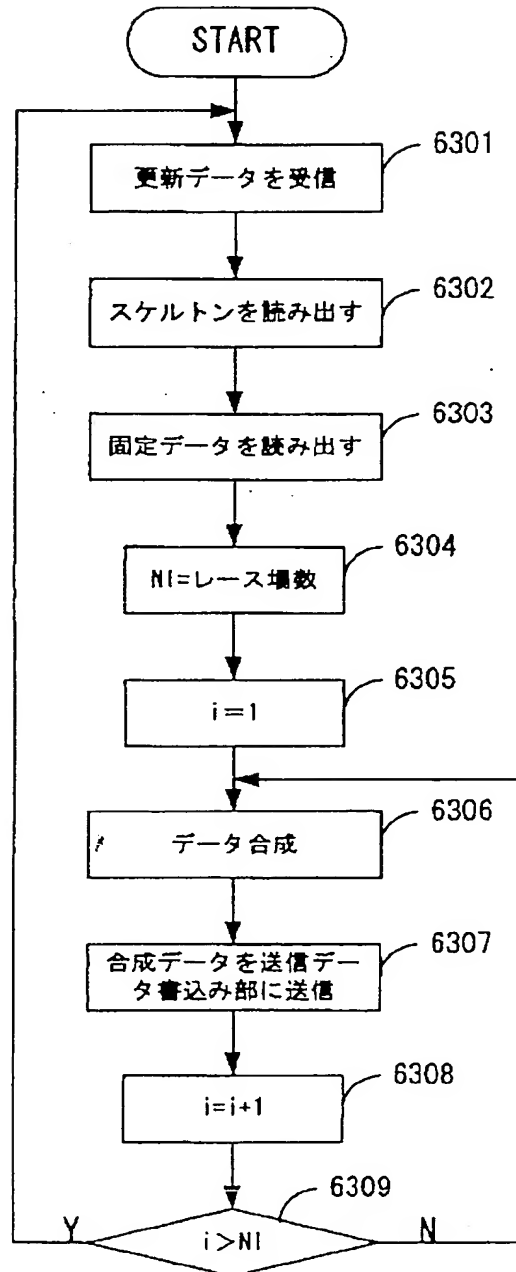 START
6301
更新データを受信
6302
スケルトンを読み出す
6303
固定データを読み出す
6304
NI=レース場数
6305
i=1
6306
データ合成
6307
合成データを送信デー
タ書込み部に送信
6308
i=i+1
6309
Y
i>NI
N